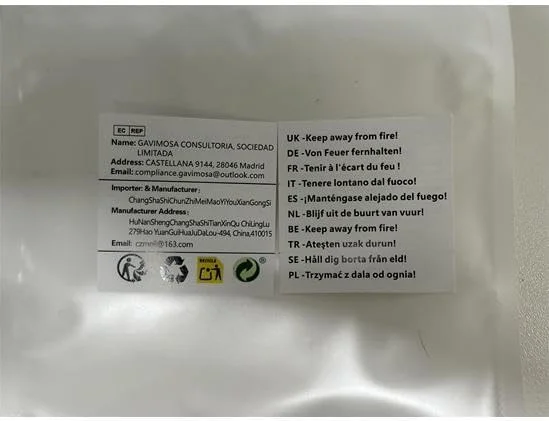 EC REP
Name: GAVIMOSA CONSULTORIA, SOCIEDAD
LIMITADA
Address: CASTELLANA 9144, 28046 Madrid
Email: compliance.gavimosa@outlook.com
Importer & Manufacturer:
ChangShaShiChunZhiMeiMaoYiYouXianGongSi
Manufacturer Address:
HuNanShengChangShaShiTianXinQu ChiLingLu
279Hao YuanGuiHuaJuDaLou-494, China,410015
Email: @163.com
RECYCLE
®
UK -Keep away from fire!
DE -Von Feuer fernhalten!
FR -Tenir à l'écart du feu !
IT -Tenere lontano dal fuoco!
ES -¡Manténgase alejado del fuego!
NL -Blijf uit de buurt van vuur!
BE -Keep away from fire!
TR -Ateşten uzak durun!
SE -Håll dig borta från eld!
PL -Trzymać z dala od ognia!